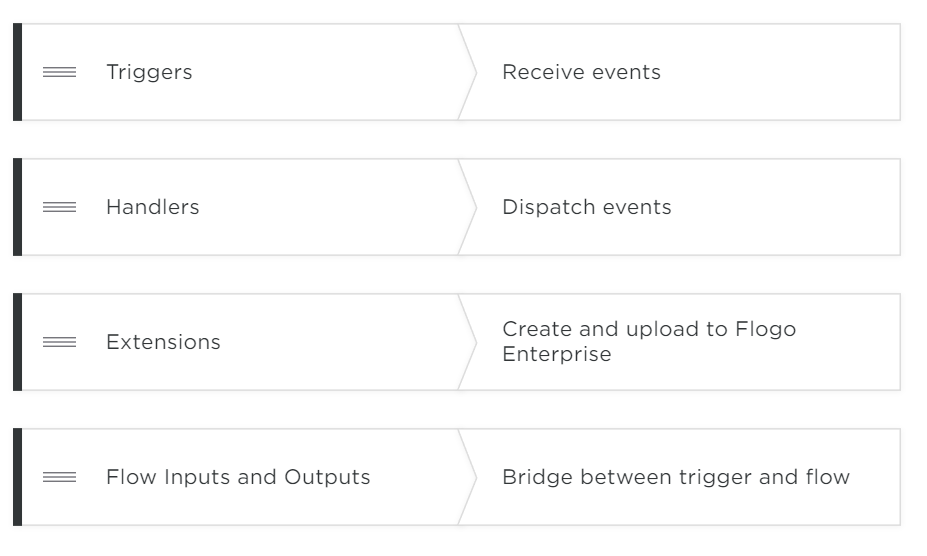 Triggers
Receive events
Handlers
Dispatch events
Extensions
Create and upload to Flogo
Enterprise
Flow Inputs and Outputs
Bridge between trigger and flow